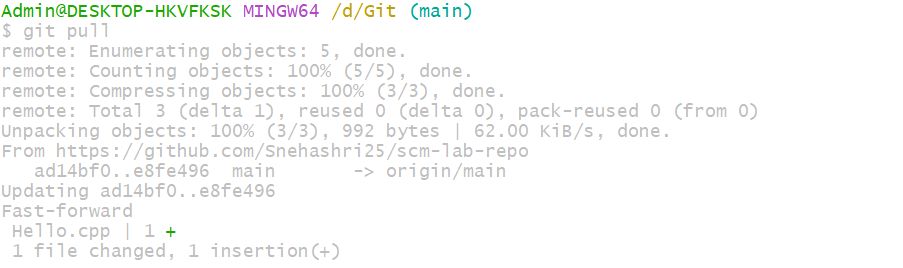 Admin@DESKTOP-HKVFKSK MINGW64 /d/Git (main)
$ git pull
remote: Enumerating objects: 5, done.
remote: Counting objects: 100% (5/5), done.
remote: Compressing objects: 100% (3/3), done.
remote: Total 3 (delta 1), reused 0 (delta 0), pack-reused 0 (from 0)
Unpacking objects: 100% (3/3), 992 bytes | 62.00 KiB/s, done.
From https://github.com/Snehashri25/scm-lab-repo
   ad14bf0..e8fe496  main       -> origin/main
Updating ad14bf0..e8fe496
Fast-forward
 Hello.cpp | 1 +
 1 file changed, 1 insertion(+)